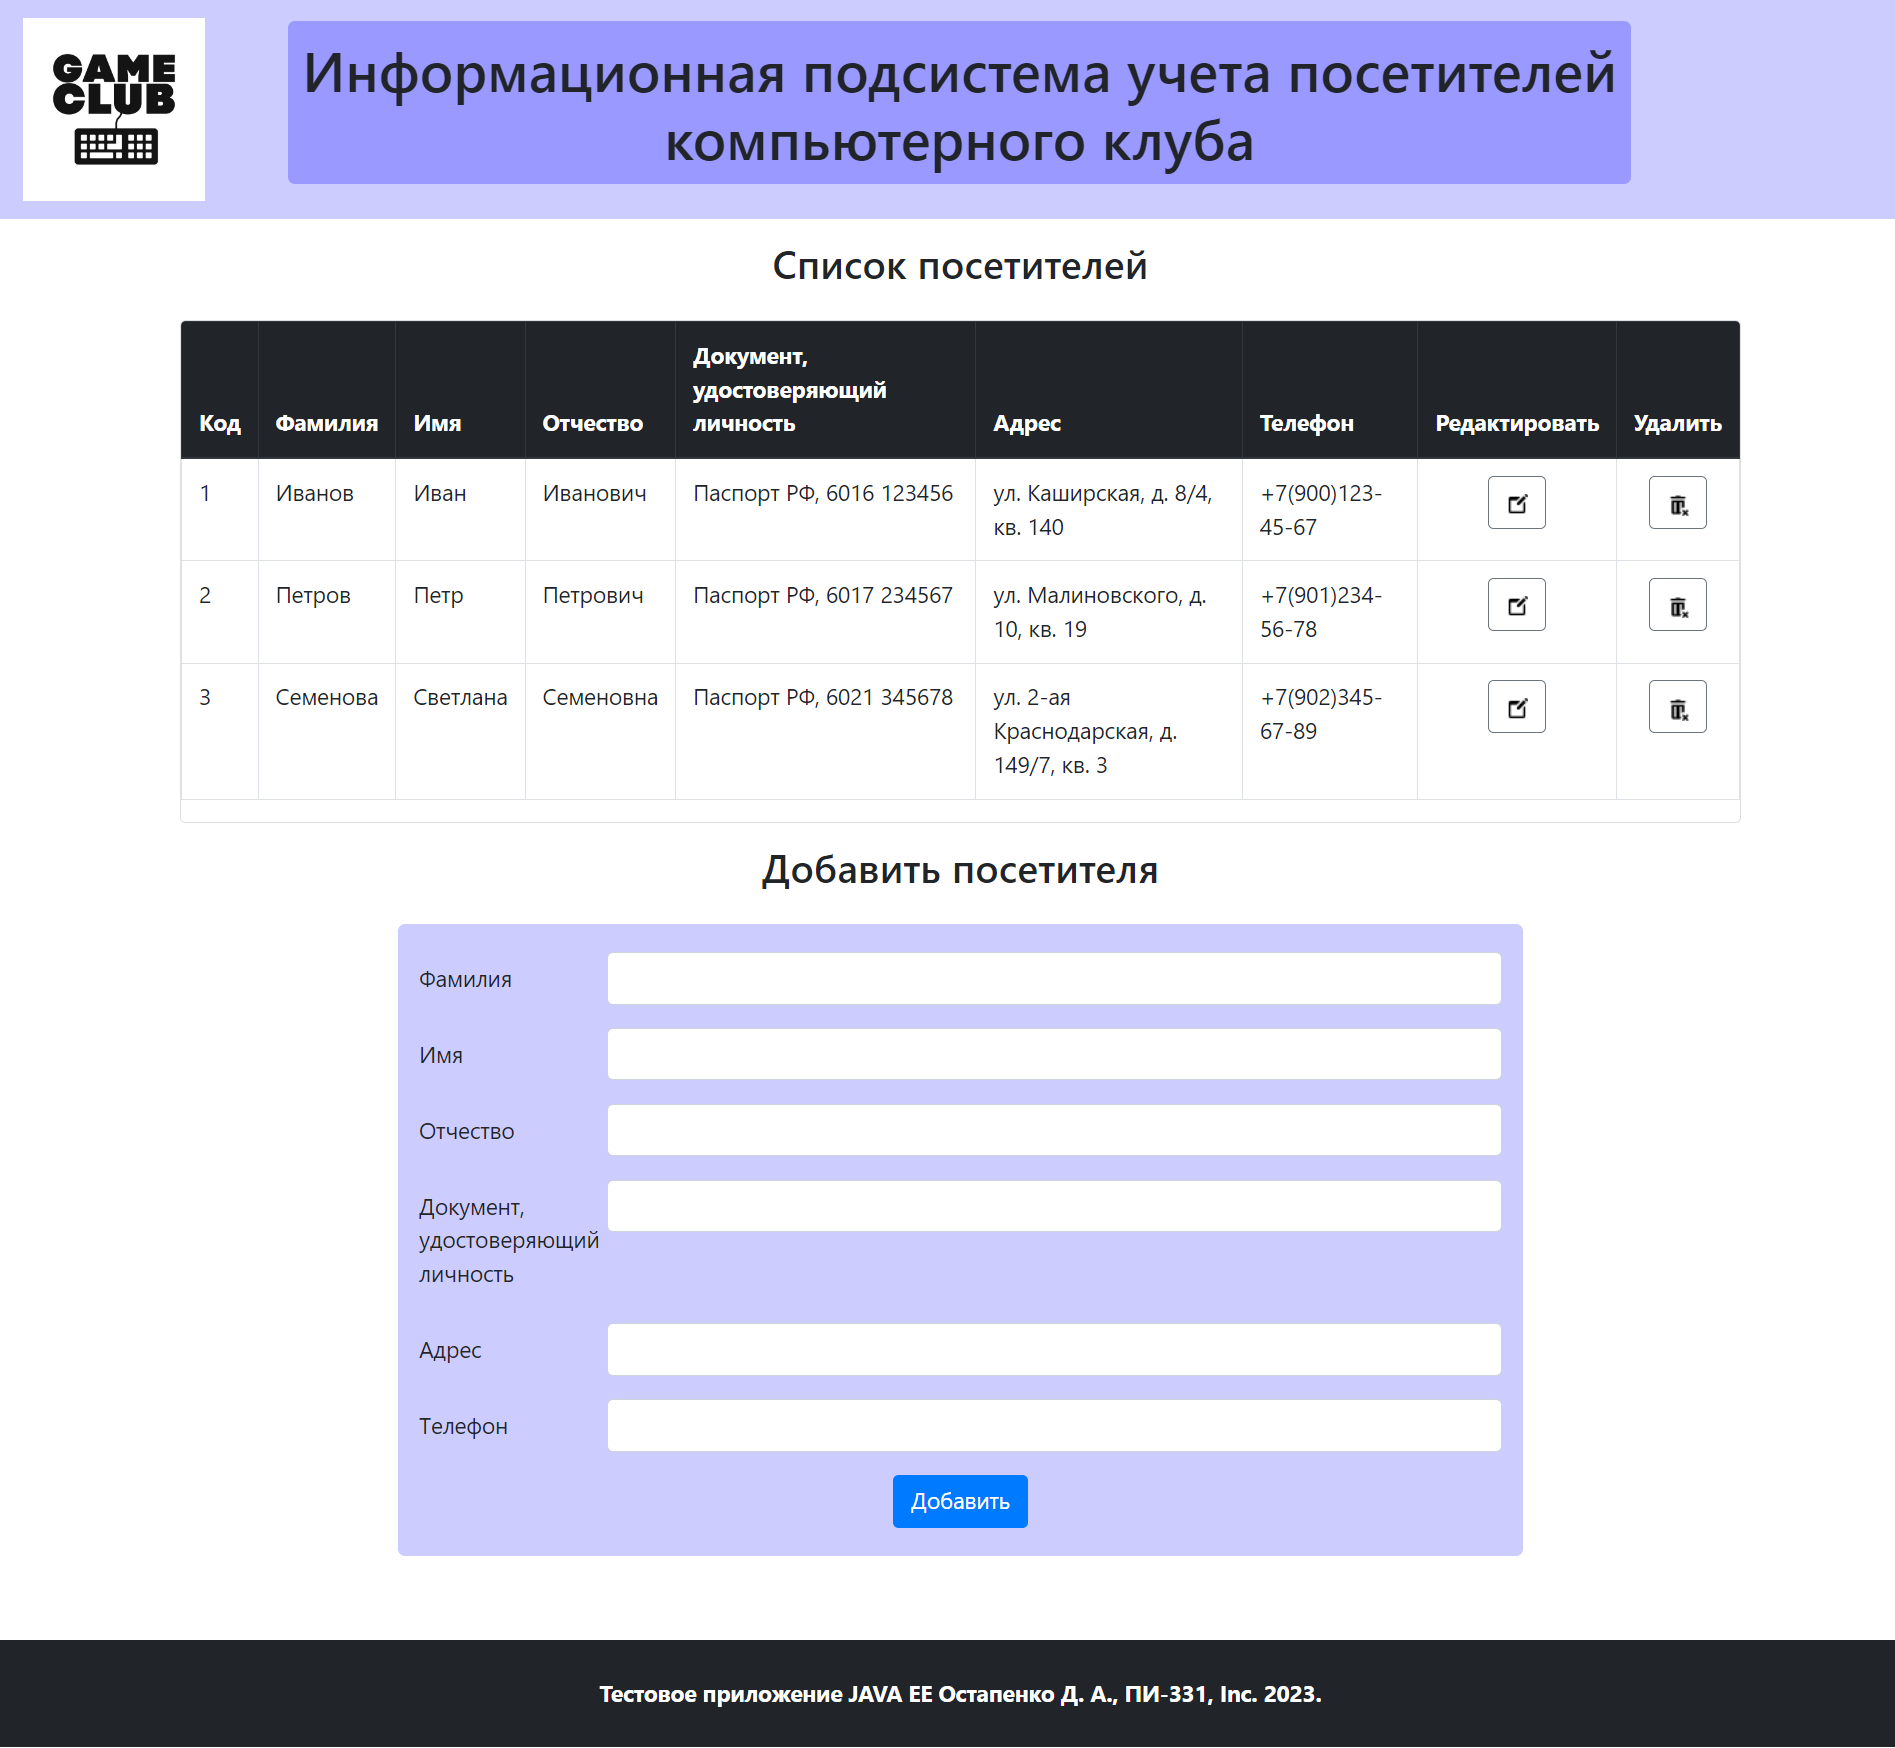 GAME
CLUB
Информационная подсистема учета посетителей
компьютерного клуба
Список посетителей
Код Фамилия Имя Отчество Документ, удостоверяющий личность Адрес Телефон Редактировать Удалить
1 Иванов Иван Иванович Паспорт РФ, 6016 123456 ул. Каширская, д. 8/4, +7(900)123-
кв. 140 45-67
2 Петров Петр Петрович Паспорт РФ, 6017 234567 ул. Малиновского, д. +7(901)234-
10, кв. 19 56-78
3 Семенова Светлана Семеновна Паспорт РФ, 6021 345678 ул. 2-ая +7(902)345-
Краснодарская, д. 67-89
149/7, кв. 3
Добавить посетителя
Фамилия
Имя
Отчество
Документ,
удостоверяющий
личность
Адрес
Телефон
Добавить
Тестовое приложение JAVA EE Остапенко Д. А., ПИ-331, Inc. 2023.